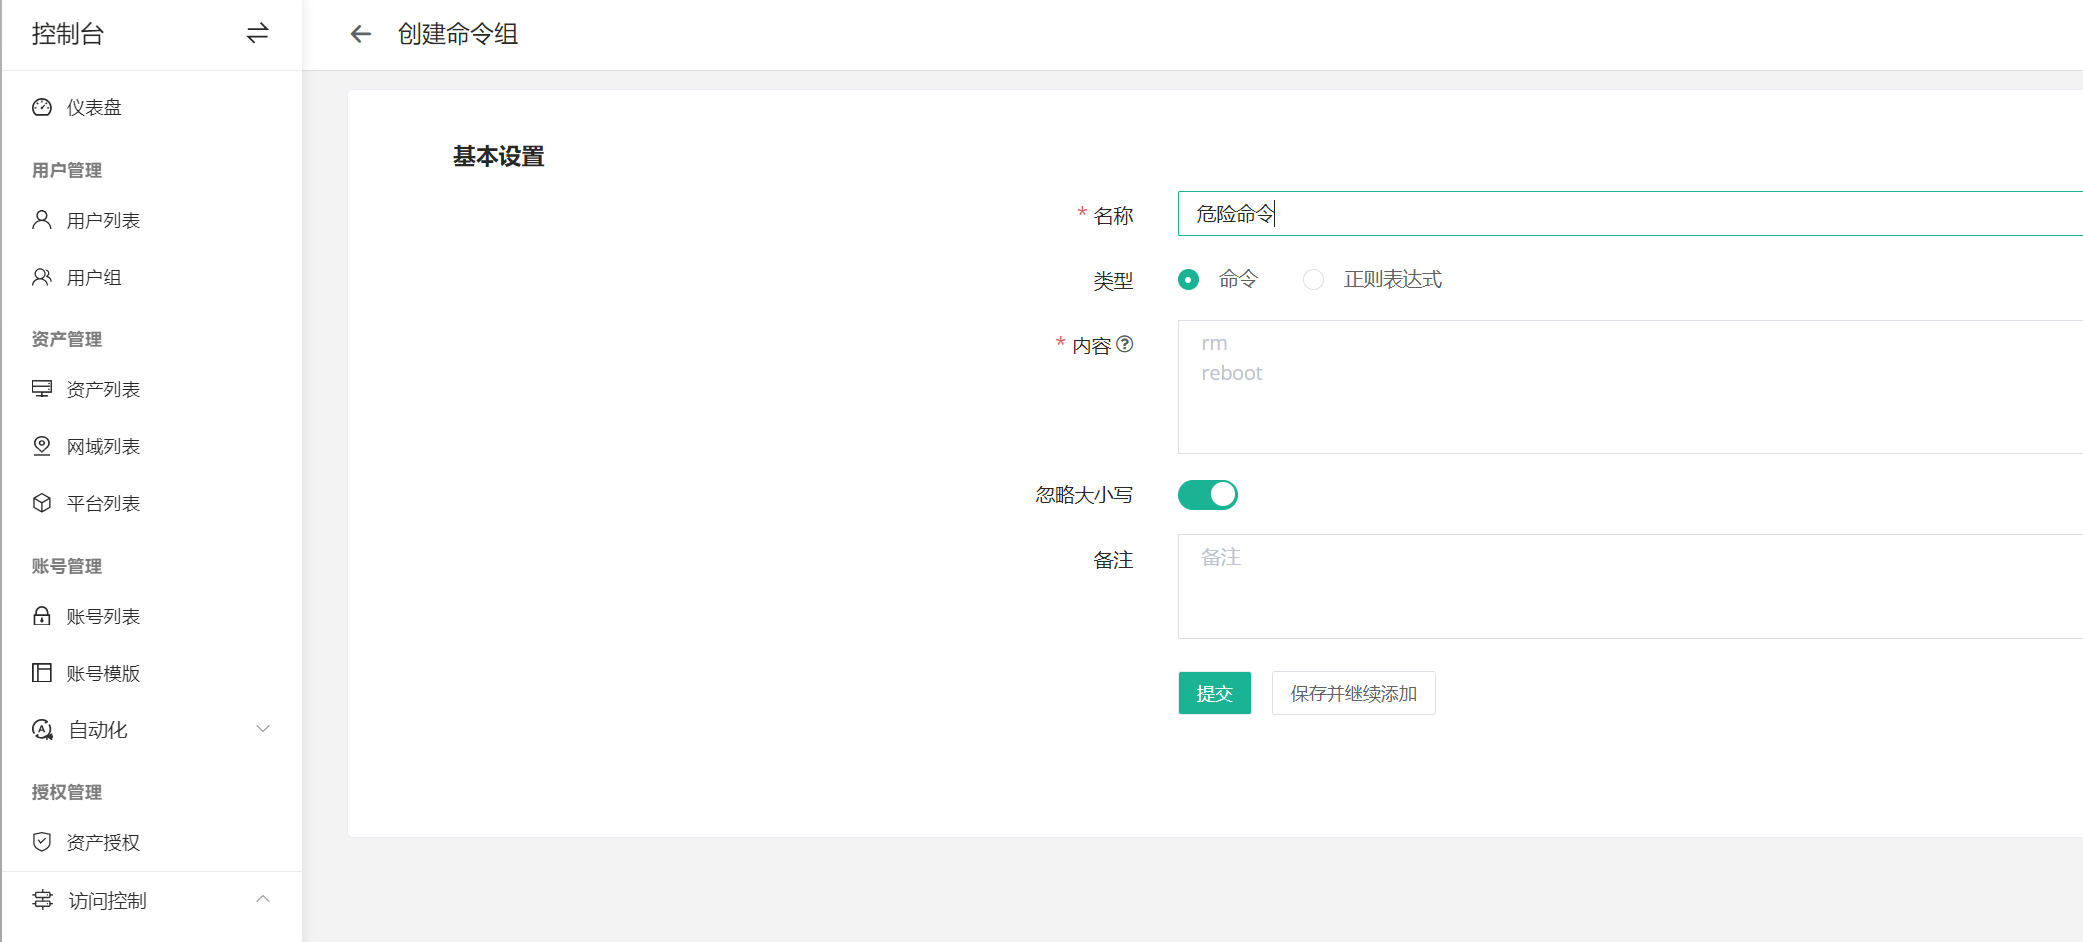 控制台
创建命令组
仪表盘
用户管理
用户列表
用户组
资产管理
资产列表
网域列表
平台列表
账号管理
账号列表
账号模版
自动化
授权管理
资产授权
访问控制
基本设置
* 名称
危险命令
类型
命令
正则表达式
* 内容
rm
reboot
忽略大小写
备注
备注
提交
保存并继续添加